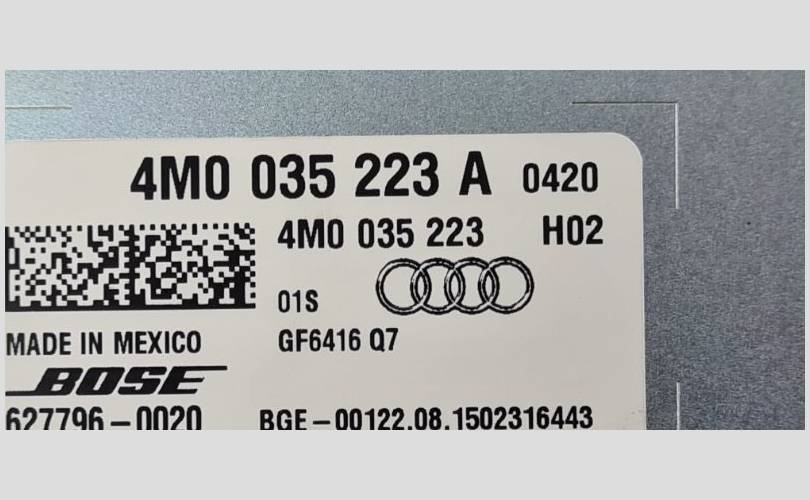 4M0 035 223 A 0420
4M0 035 223 H02
01S
GF6416 Q7
MADE IN MEXICO
BOSE
627796-0020 BGE-00122.08.1502316443